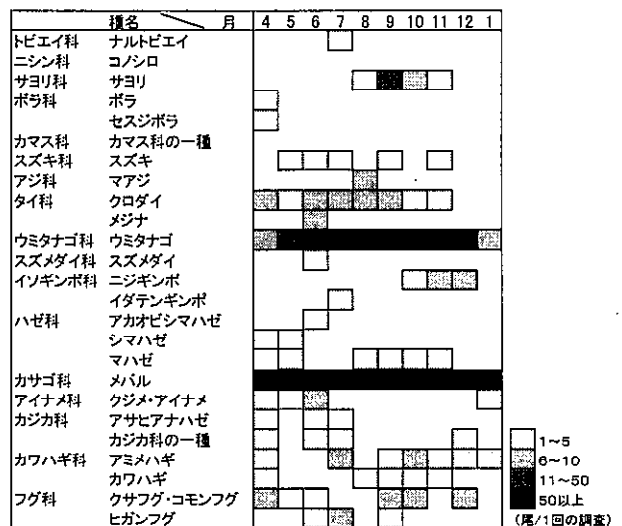 種名 月 4 5 6 7 8 9 10 11 12 1
トビエイ科 ナルトビエイ
ニシン科 コノシロ
サヨリ科 サヨリ
ボラ科 ボラ
セスジボラ
カマス科 カマス科の一種
スズキ科 スズキ
アジ科 マアジ
タイ科 クロダイ
メジナ
ウミタナゴ科 ウミタナゴ
スズメダイ科 スズメダイ
イソギンポ科 ニジギンポ
イダテンギンポ
ハゼ科 アカオビシマハゼ
シマハゼ
マハゼ
カサゴ科 メバル
アイナメ科 クジメ・アイナメ
カジカ科 アサヒアナハゼ
カジカ科の一種
カワハギ科 アミメハギ
カワハギ
フグ科 クサフグ・コモンフグ
ヒガンフグ
1～5
6～10
11～50
50以上
(尾/1回の調査)